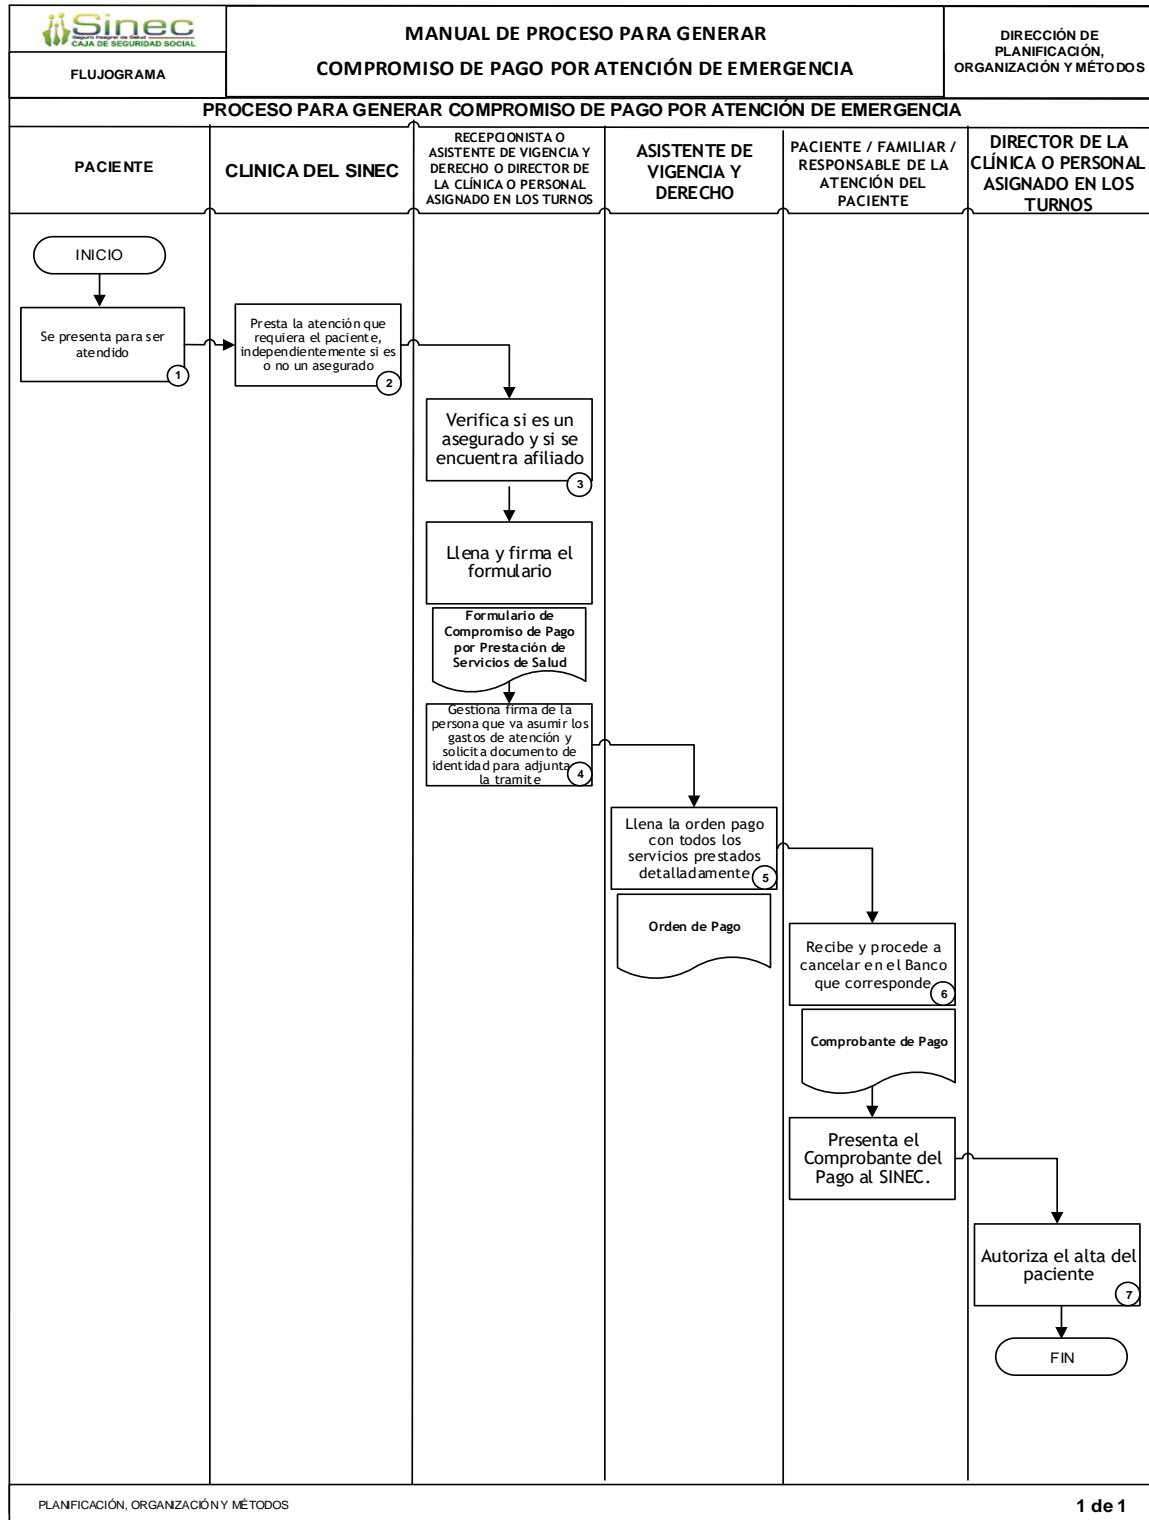 Sinec
Seguro Integral de Salud
CAJA DE SEGURIDAD SOCIAL
FLUJOGRAMA
MANUAL DE PROCESO PARA GENERAR
COMPROMISO DE PAGO POR ATENCIÓN DE EMERGENCIA
DIRECCIÓN DE
PLANIFICACIÓN,
ORGANIZACIÓN Y MÉTODOS
PROCESO PARA GENERAR COMPROMISO DE PAGO POR ATENCIÓN DE EMERGENCIA
PACIENTE
CLINICA DEL SINEC
RECEPCIONISTA O
ASISTENTE DE VIGENCIA Y
DERECHO O DIRECTOR DE
LA CLÍNICA O PERSONAL
ASIGNADO EN LOS TURNOS
ASISTENTE DE
VIGENCIA Y
DERECHO
PACIENTE / FAMILIAR /
RESPONSABLE DE LA
ATENCIÓN DEL
PACIENTE
DIRECTOR DE LA
CLÍNICA O PERSONAL
ASIGNADO EN LOS
TURNOS
INICIO
Se presenta para ser
atendido
1
Presta la atención que
requiera el paciente,
independientemente si es
o no un asegurado
2
Verifica si es un
asegurado y si se
encuentra afiliado
3
Llena y firma el
formulario
Formulario de
Compromiso de Pago
por Prestación de
Servicios de Salud
Gestiona firma de la
persona que va asumir los
gastos de atención y
solicita documento de
identidad para adjunta
la tramite
4
Llena la orden pago
con todos los
servicios prestados
detalladamente
5
Orden de Pago
Recibe y procede a
cancelar en el Banco
que corresponde
6
Comprobante de Pago
Presenta el
Comprobante del
Pago al SINEC.
Autoriza el alta del
paciente
7
FIN
PLANIFICACIÓN, ORGANIZACIÓN Y MÉTODOS
1 de 1